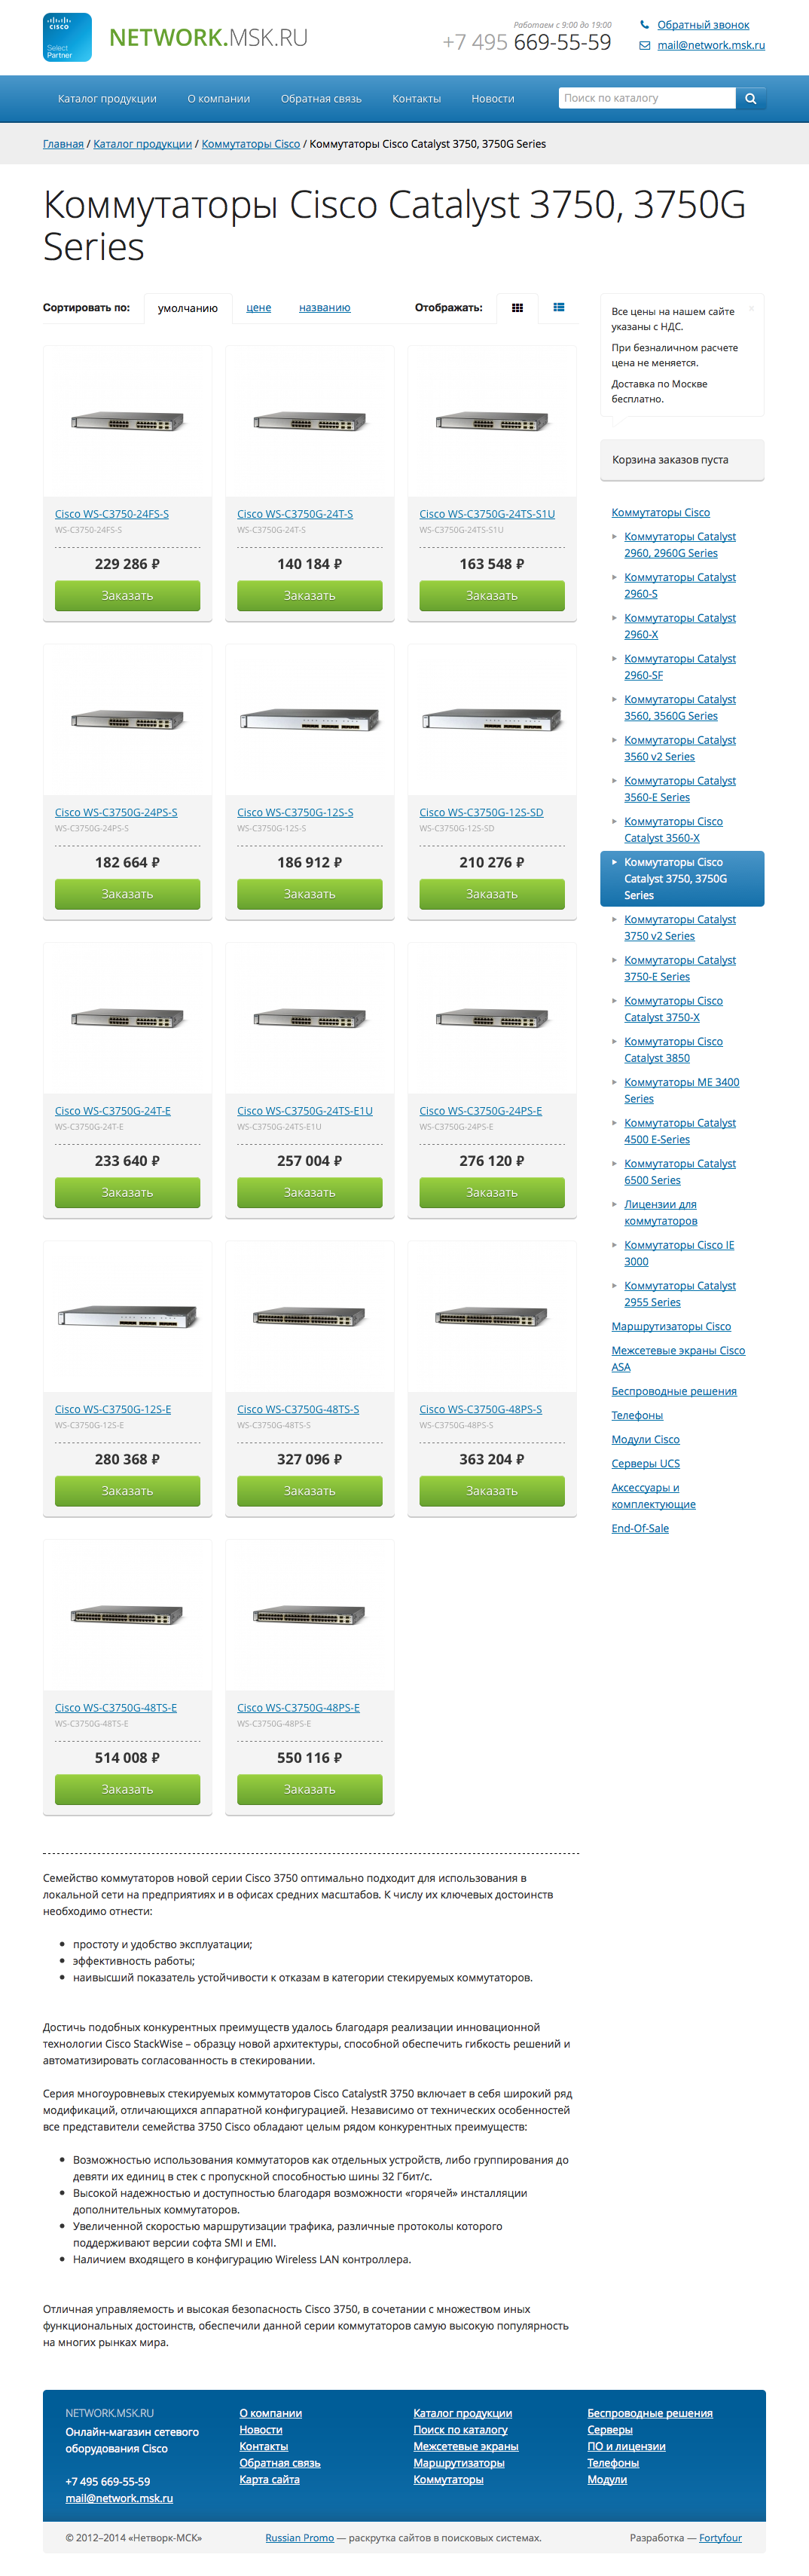 cisco
Select
Partner
NETWORK.MSK.RU
Работаем с 9:00 до 19:00
+7 495 669-55-59
Обратный звонок
mail@network.msk.ru
Каталог продукции
О компании
Обратная связь
Контакты
Новости
Поиск по каталогу
Главная / Каталог продукции / Коммутаторы Cisco / Коммутаторы Cisco Catalyst 3750, 3750G Series
Коммутаторы Cisco Catalyst 3750, 3750G
Series
Сортировать по:
умолчанию
цене
названию
Отображать:
Cisco WS-C3750-24FS-S
WS-C3750-24FS-S
229 286 ₽
Заказать
Cisco WS-C3750G-24T-S
WS-C3750G-24T-S
140 184 ₽
Заказать
Cisco WS-C3750G-24TS-S1U
WS-C3750G-24TS-S1U
163 548 ₽
Заказать
Cisco WS-C3750G-24PS-S
WS-C3750G-24PS-S
182 664 ₽
Заказать
Cisco WS-C3750G-12S-S
WS-C3750G-12S-S
186 912 ₽
Заказать
Cisco WS-C3750G-12S-SD
WS-C3750G-12S-SD
210 276 ₽
Заказать
Cisco WS-C3750G-24T-E
WS-C3750G-24T-E
233 640 ₽
Заказать
Cisco WS-C3750G-24TS-E1U
WS-C3750G-24TS-E1U
257 004 ₽
Заказать
Cisco WS-C3750G-24PS-E
WS-C3750G-24PS-E
276 120 ₽
Заказать
Cisco WS-C3750G-12S-E
WS-C3750G-12S-E
280 368 ₽
Заказать
Cisco WS-C3750G-48TS-S
WS-C3750G-48TS-S
327 096 ₽
Заказать
Cisco WS-C3750G-48PS-S
WS-C3750G-48PS-S
363 204 ₽
Заказать
Cisco WS-C3750G-48TS-E
WS-C3750G-48TS-E
514 008 ₽
Заказать
Cisco WS-C3750G-48PS-E
WS-C3750G-48PS-E
550 116 ₽
Заказать
Все цены на нашем сайте
указаны с НДС.
При безналичном расчете
цена не меняется.
Доставка по Москве
бесплатно.
Корзина заказов пуста
Коммутаторы Cisco
Коммутаторы Catalyst
2960, 2960G Series
Коммутаторы Catalyst
2960-S
Коммутаторы Catalyst
2960-X
Коммутаторы Catalyst
2960-SF
Коммутаторы Catalyst
3560, 3560G Series
Коммутаторы Catalyst
3560 v2 Series
Коммутаторы Catalyst
3560-E Series
Коммутаторы Cisco
Catalyst 3560-X
Коммутаторы Cisco
Catalyst 3750, 3750G
Series
Коммутаторы Catalyst
3750 v2 Series
Коммутаторы Catalyst
3750-E Series
Коммутаторы Cisco
Catalyst 3750-X
Коммутаторы Cisco
Catalyst 3850
Коммутаторы ME 3400
Series
Коммутаторы Catalyst
4500 E-Series
Коммутаторы Catalyst
6500 Series
Лицензии для
коммутаторов
Коммутаторы Cisco IE
3000
Коммутаторы Catalyst
2955 Series
Маршрутизаторы Cisco
Межсетевые экраны Cisco
ASA
Беспроводные решения
Телефоны
Модули Cisco
Серверы UCS
Аксессуары и
комплектующие
End-Of-Sale
Семейство коммутаторов новой серии Cisco 3750 оптимально подходит для использования в
локальной сети на предприятиях и в офисах средних масштабов. К числу их ключевых достоинств
необходимо отнести:
простоту и удобство эксплуатации;
эффективность работы;
наивысший показатель устойчивости к отказам в категории стекируемых коммутаторов.
Достичь подобных конкурентных преимуществ удалось благодаря реализации инновационной
технологии Cisco StackWise – образцу новой архитектуры, способной обеспечить гибкость решений и
автоматизировать согласованность в стекировании.
Серия многоуровневых стекируемых коммутаторов Cisco CatalystR 3750 включает в себя широкий ряд
модификаций, отличающихся аппаратной конфигурацией. Независимо от технических особенностей
все представители семейства 3750 Cisco обладают целым рядом конкурентных преимуществ:
Возможностью использования коммутаторов как отдельных устройств, либо группирования до
девяти их единиц в стек с пропускной способностью шины 32 Гбит/с.
Высокой надежностью и доступностью благодаря возможности «горячей» инсталляции
дополнительных коммутаторов.
Увеличенной скоростью маршрутизации трафика, различные протоколы которого
поддерживают версии софта SMI и EMI.
Наличием входящего в конфигурацию Wireless LAN контроллера.
Отличная управляемость и высокая безопасность Cisco 3750, в сочетании с множеством иных
функциональных достоинств, обеспечили данной серии коммутаторов самую высокую популярность
на многих рынках мира.
NETWORK.MSK.RU
Онлайн-магазин сетевого
оборудования Cisco
+7 495 669-55-59
mail@network.msk.ru
О компании
Новости
Контакты
Обратная связь
Карта сайта
Каталог продукции
Поиск по каталогу
Межсетевые экраны
Маршрутизаторы
Коммутаторы
Беспроводные решения
Серверы
ПО и лицензии
Телефоны
Модули
© 2012–2014 «Нетворк-МСК»
Russian Promo — раскрутка сайтов в поисковых системах.
Разработка — Fortyfour